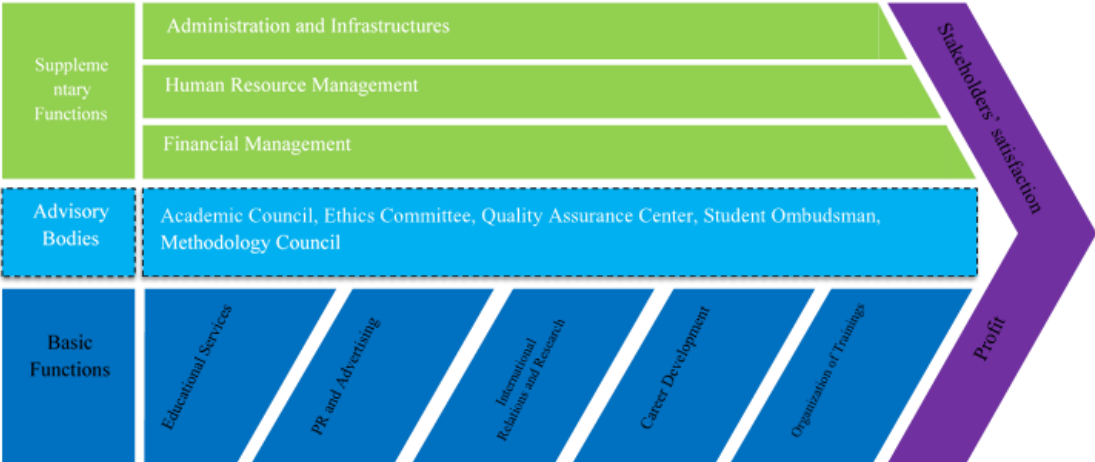 Suppleme
ntary
Functions
Administration and Infrastructures
Human Resource Management
Financial Management
Advisory
Bodies
Academic Council, Ethics Committee, Quality Assurance Center, Student Ombudsman,
Methodology Council
Basic
Functions
Educational Services
PR and Advertising
International
Relations and Research
Career Development
Organization of Trainings
Stakeholders' satisfaction
Profit